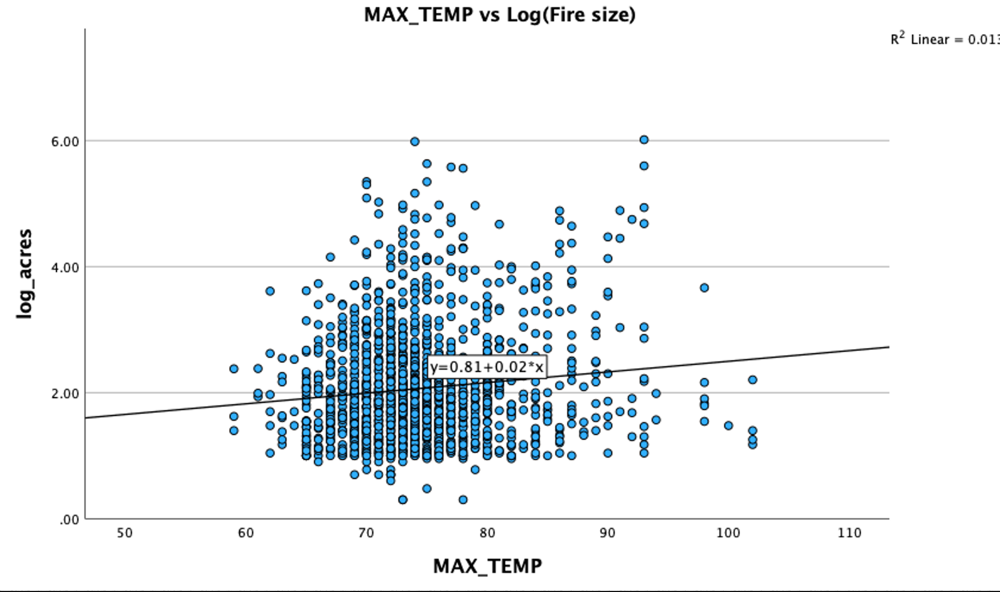 MAX_TEMP vs Log(Fire size)
R² Linear = 0.013
6.00
4.00
2.00
.00
log_acres
y=0.81+0.02*x
50 60 70 80 90 100 110
MAX_TEMP